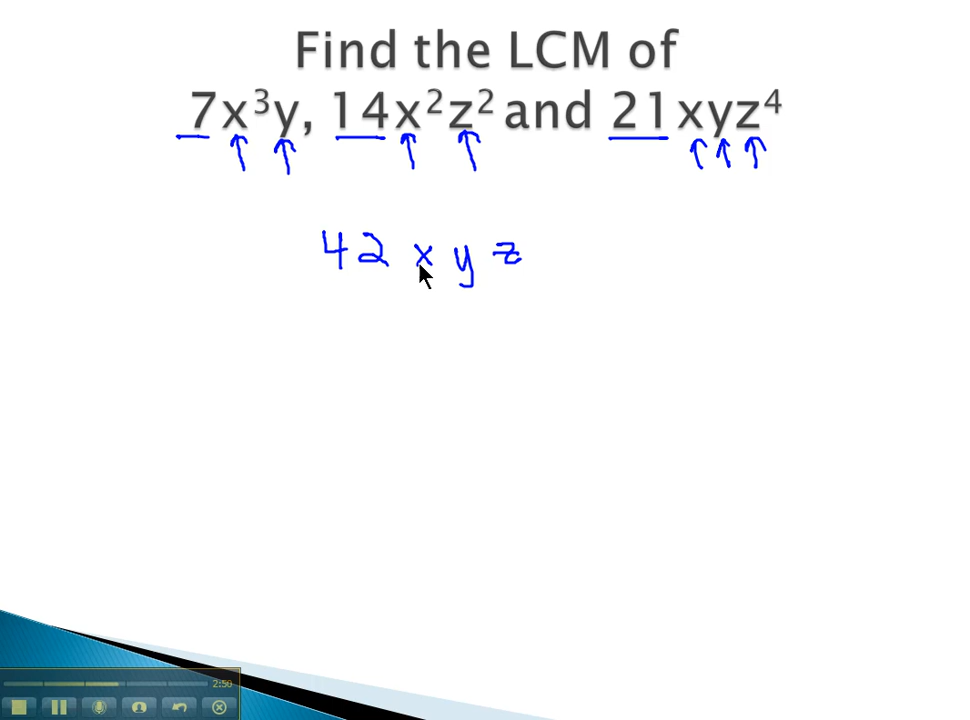 Find the LCM of
7x³y, 14x²z² and 21xyz⁴
42 x y z
2:50